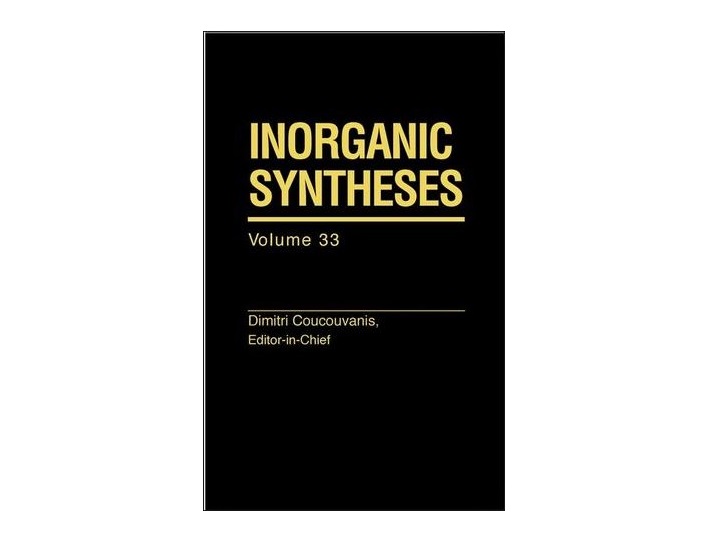 INORGANIC
SYNTHESES
Volume 33
Dimitri Coucouvanis,
Editor-in-Chief